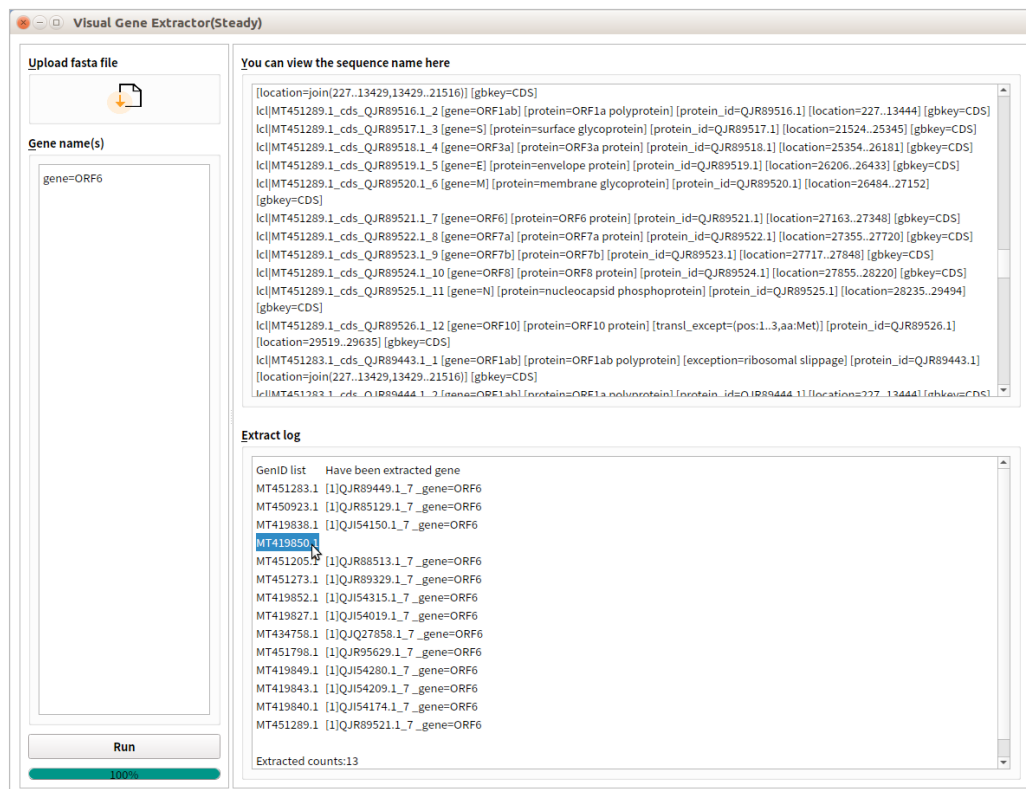 Visual Gene Extractor(Steady)
Upload fasta file
Gene name(s)
gene=ORF6
Run
100%
You can view the sequence name here
[location=join(227..13429,13429..21516)] [gbkey=CDS]
lcl|MT451289.1_cds_QJR89516.1_2 [gene=ORF1ab] [protein=ORF1a polyprotein] [protein_id=QJR89516.1] [location=227..13444] [gbkey=CDS]
lcl|MT451289.1_cds_QJR89517.1_3 [gene=S] [protein=surface glycoprotein] [protein_id=QJR89517.1] [location=21524..25345] [gbkey=CDS]
lcl|MT451289.1_cds_QJR89518.1_4 [gene=ORF3a] [protein=ORF3a protein] [protein_id=QJR89518.1] [location=25354..26181] [gbkey=CDS]
lcl|MT451289.1_cds_QJR89519.1_5 [gene=E] [protein=envelope protein] [protein_id=QJR89519.1] [location=26206..26433] [gbkey=CDS]
lcl|MT451289.1_cds_QJR89520.1_6 [gene=M] [protein=membrane glycoprotein] [protein_id=QJR89520.1] [location=26484..27152]
[gbkey=CDS]
lcl|MT451289.1_cds_QJR89521.1_7 [gene=ORF6] [protein=ORF6 protein] [protein_id=QJR89521.1] [location=27163..27348] [gbkey=CDS]
lcl|MT451289.1_cds_QJR89522.1_8 [gene=ORF7a] [protein=ORF7a protein] [protein_id=QJR89522.1] [location=27355..27720] [gbkey=CDS]
lcl|MT451289.1_cds_QJR89523.1_9 [gene=ORF7b] [protein=ORF7b] [protein_id=QJR89523.1] [location=27717..27848] [gbkey=CDS]
lcl|MT451289.1_cds_QJR89524.1_10 [gene=ORF8] [protein=ORF8 protein] [protein_id=QJR89524.1] [location=27855..28220] [gbkey=CDS]
lcl|MT451289.1_cds_QJR89525.1_11 [gene=N] [protein=nucleocapsid phosphoprotein] [protein_id=QJR89525.1] [location=28235..29494]
[gbkey=CDS]
lcl|MT451289.1_cds_QJR89526.1_12 [gene=ORF10] [protein=ORF10 protein] [transl_except=(pos:1..3,aa:Met)] [protein_id=QJR89526.1]
[location=29519..29635] [gbkey=CDS]
lcl|MT451283.1_cds_QJR89443.1_1 [gene=ORF1ab] [protein=ORF1ab polyprotein] [exception=ribosomal slippage] [protein_id=QJR89443.1]
[location=join(227..13429,13429..21516)] [gbkey=CDS]
lcl|MT451283.1_cds_QJR89444.1_2 [gene=ORF1ab] [protein=ORF1a polyprotein] [protein_id=QJR89444.1] [location=227..13444] [gbkey=CDS]
Extract log
GenID list Have been extracted gene
MT451283.1 [1]QJR89449.1_7 _gene=ORF6
MT450923.1 [1]QJR85129.1_7 _gene=ORF6
MT419838.1 [1]QJI54150.1_7 _gene=ORF6
MT419850.1
MT451205.1 [1]QJR88513.1_7 _gene=ORF6
MT451273.1 [1]QJR89329.1_7 _gene=ORF6
MT419852.1 [1]QJI54315.1_7 _gene=ORF6
MT419827.1 [1]QJI54019.1_7 _gene=ORF6
MT434758.1 [1]QJQ27858.1_7 _gene=ORF6
MT451798.1 [1]QJR95629.1_7 _gene=ORF6
MT419849.1 [1]QJI54280.1_7 _gene=ORF6
MT419843.1 [1]QJI54209.1_7 _gene=ORF6
MT419840.1 [1]QJI54174.1_7 _gene=ORF6
MT451289.1 [1]QJR89521.1_7 _gene=ORF6
Extracted counts:13